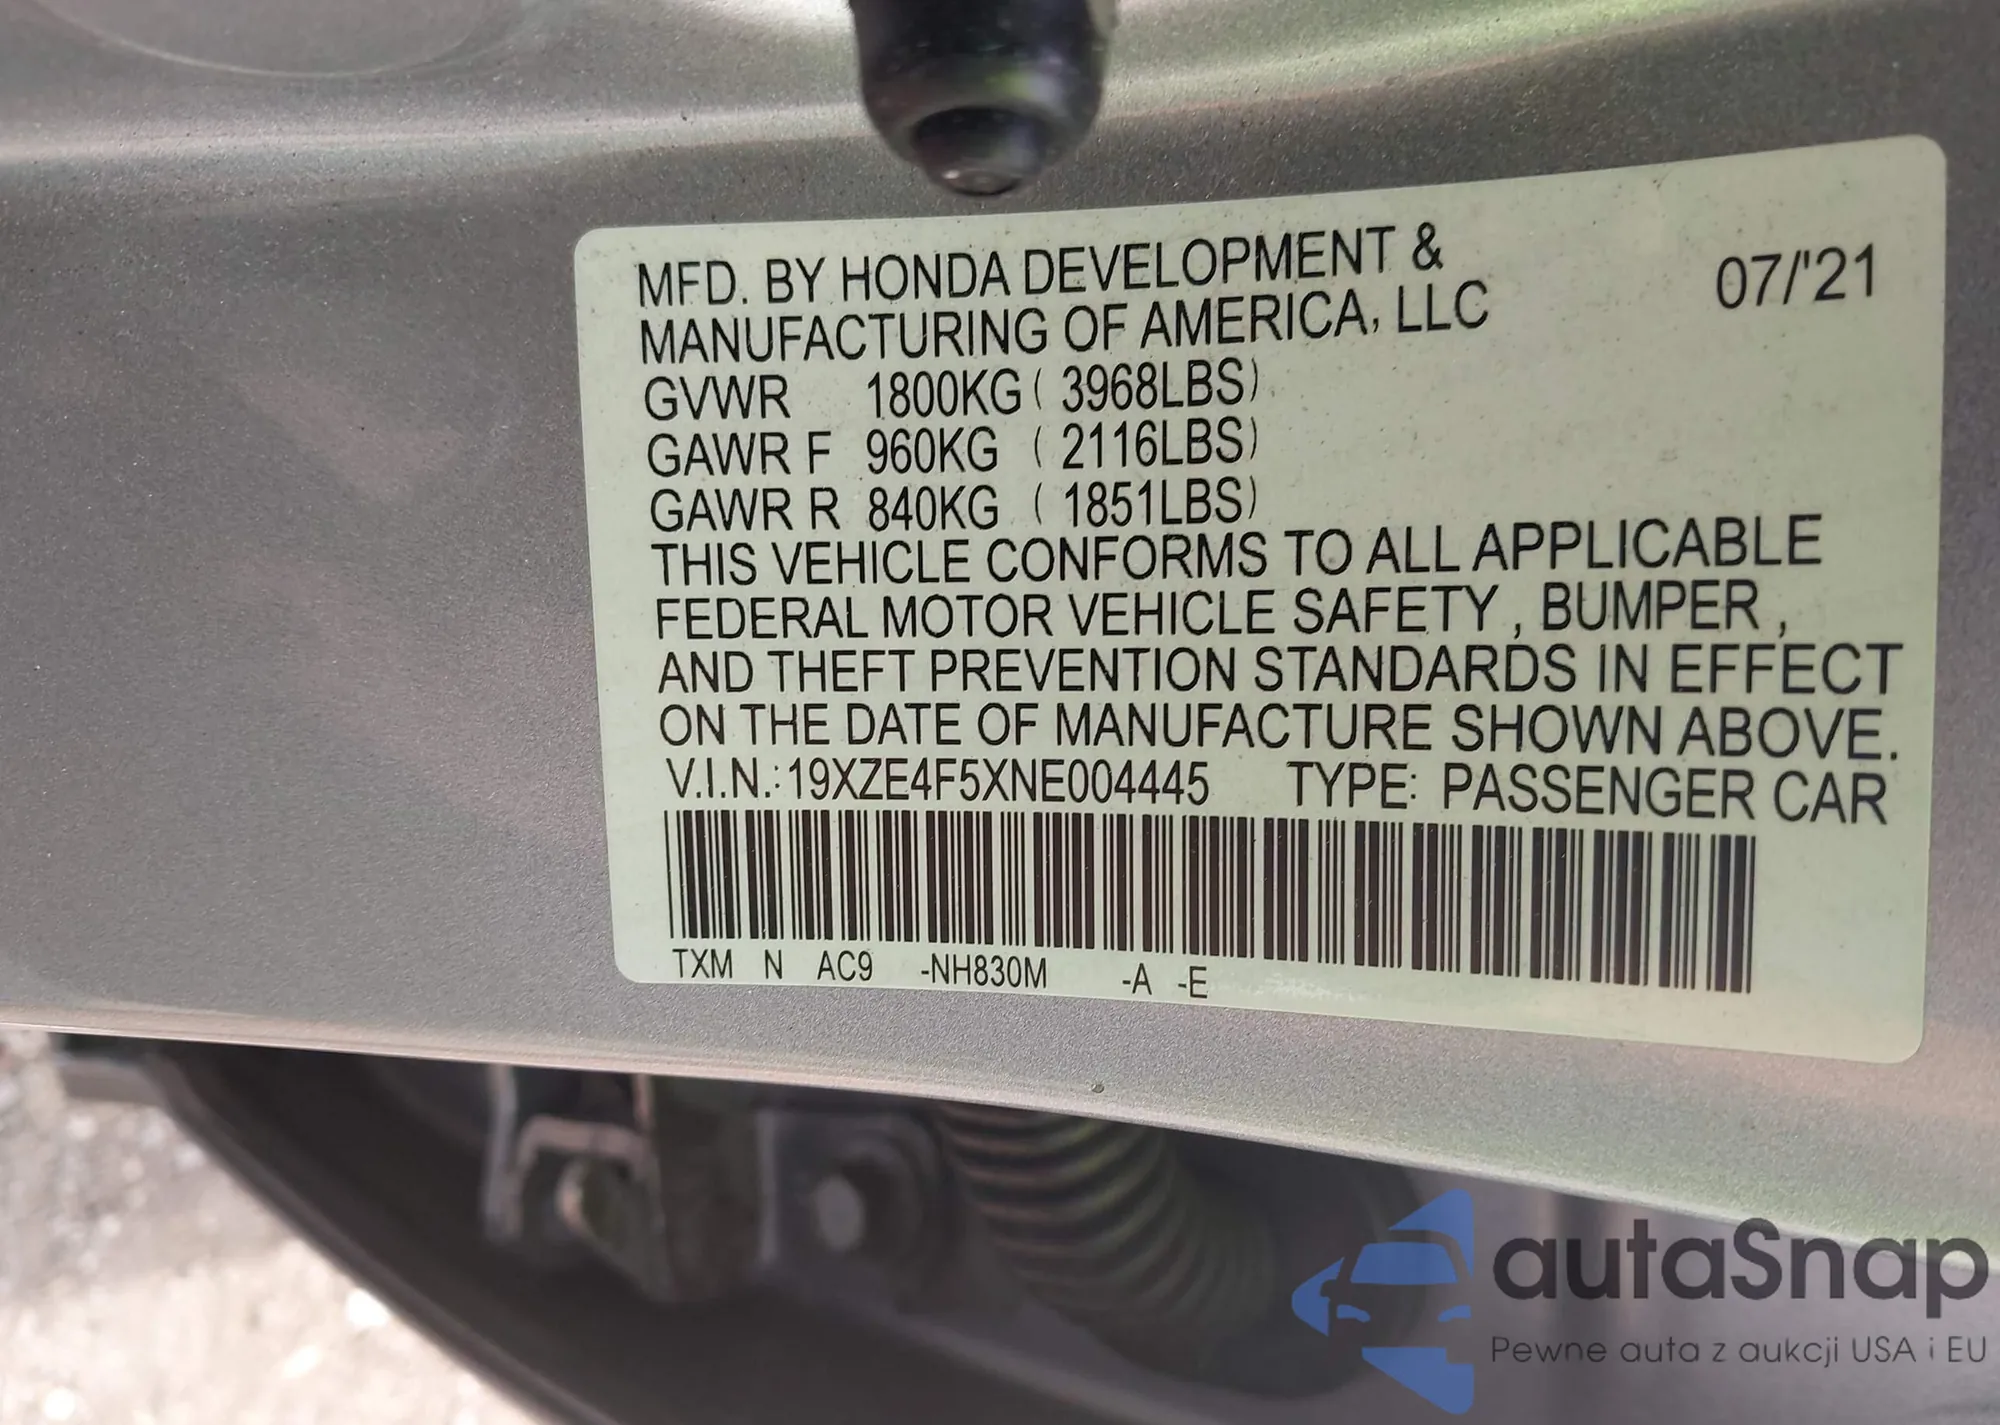 MFD. BY HONDA DEVELOPMENT & 07/'21
MANUFACTURING OF AMERICA, LLC
GVWR 1800KG ( 3968LBS)
GAWR F 960KG ( 2116LBS)
GAWR R 840KG ( 1851LBS)
THIS VEHICLE CONFORMS TO ALL APPLICABLE
FEDERAL MOTOR VEHICLE SAFETY , BUMPER ,
AND THEFT PREVENTION STANDARDS IN EFFECT
ON THE DATE OF MANUFACTURE SHOWN ABOVE.
V.I.N.: 19XZE4F5XNE004445 TYPE: PASSENGER CAR
TXM N AC9 -NH830M -A -E
autaSnap
Pewne auta z aukcji USA i EU